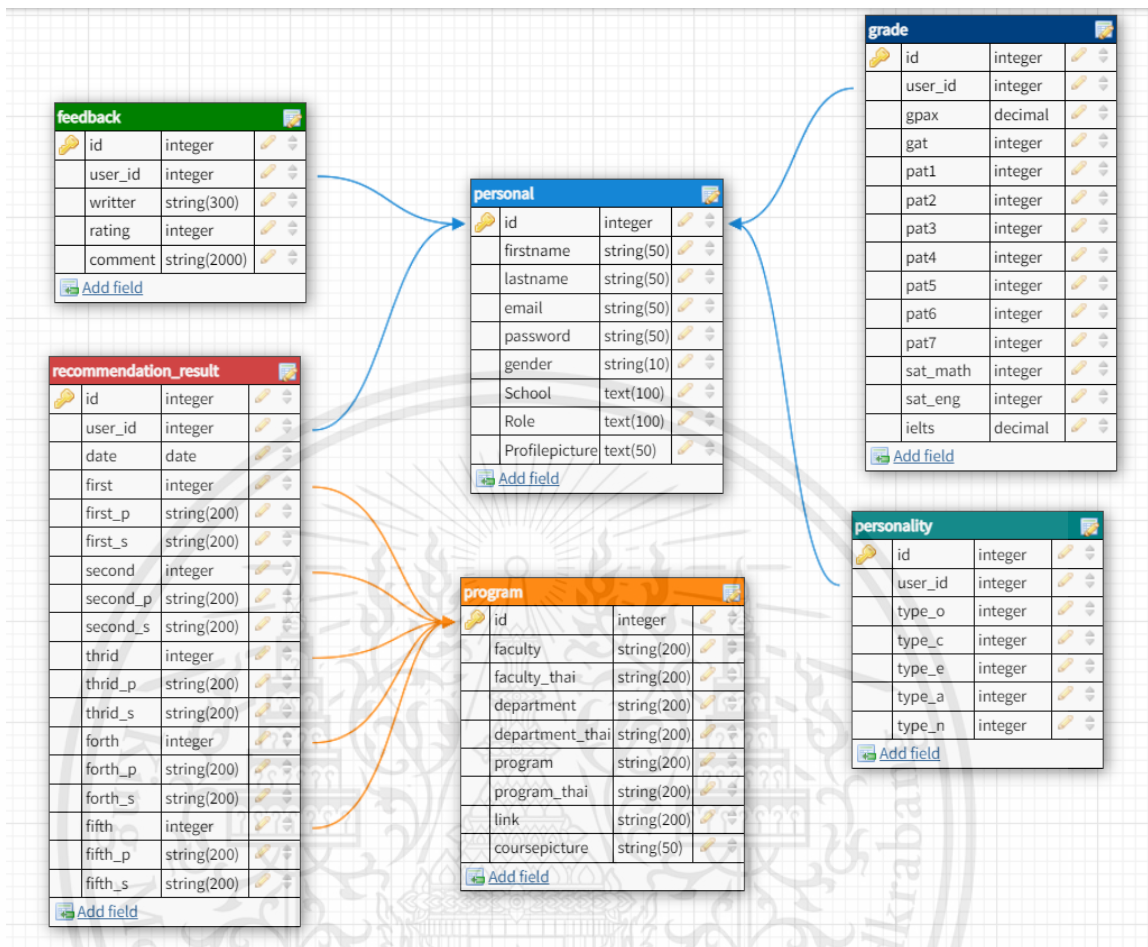 feedback
id integer
user_id integer
writter string(300)
rating integer
comment string(2000)
Add field
recommendation_result
id integer
user_id integer
date date
first integer
first_p string(200)
first_s string(200)
second integer
second_p string(200)
second_s string(200)
thrid integer
thrid_p string(200)
thrid_s string(200)
forth integer
forth_p string(200)
forth_s string(200)
fifth integer
fifth_p string(200)
fifth_s string(200)
Add field
personal
id integer
firstname string(50)
lastname string(50)
email string(50)
password string(50)
gender string(10)
School text(100)
Role text(100)
Profilepicture text(50)
Add field
program
id integer
faculty string(200)
faculty_thai string(200)
department string(200)
department_thai string(200)
program string(200)
program_thai string(200)
link string(200)
coursepicture string(50)
Add field
grade
id integer
user_id integer
gpax decimal
gat integer
pat1 integer
pat2 integer
pat3 integer
pat4 integer
pat5 integer
pat6 integer
pat7 integer
sat_math integer
sat_eng integer
ielts decimal
Add field
personality
id integer
user_id integer
type_o integer
type_c integer
type_e integer
type_a integer
type_n integer
Add field